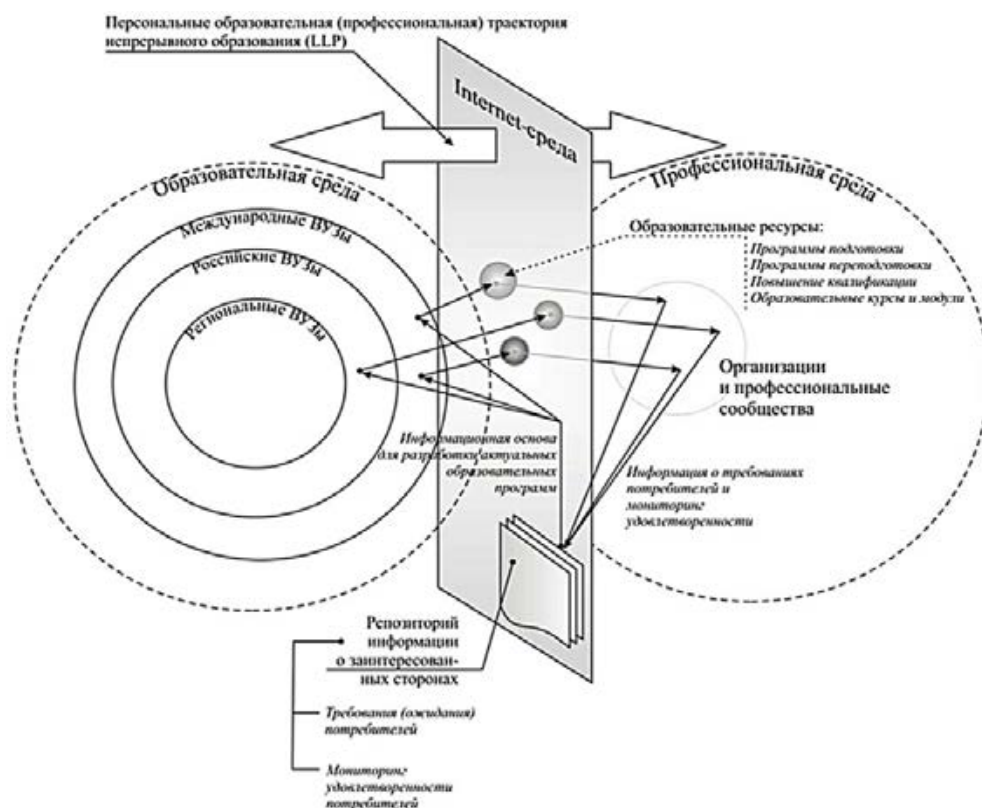 Персональные образовательная (профессиональная) траектория
непрерывного образования (LLP)
Internet-среда
Образовательная среда
Международные ВУЗы
Российские ВУЗы
Региональные ВУЗы
Профессиональная среда
Образовательные ресурсы:
Программы подготовки
Программы переподготовки
Повышение квалификации
Образовательные курсы и модули
Организации
и профессиональные
сообщества
Информационная основа
для разработки актуальных
образовательных
программ
Информация о требованиях
потребителей и
мониторинг
удовлетворенности
Репозиторий
информации
о заинтересован-
ных сторонах
Требования (ожидания)
потребителей
Мониторинг
удовлетворенности
потребителей